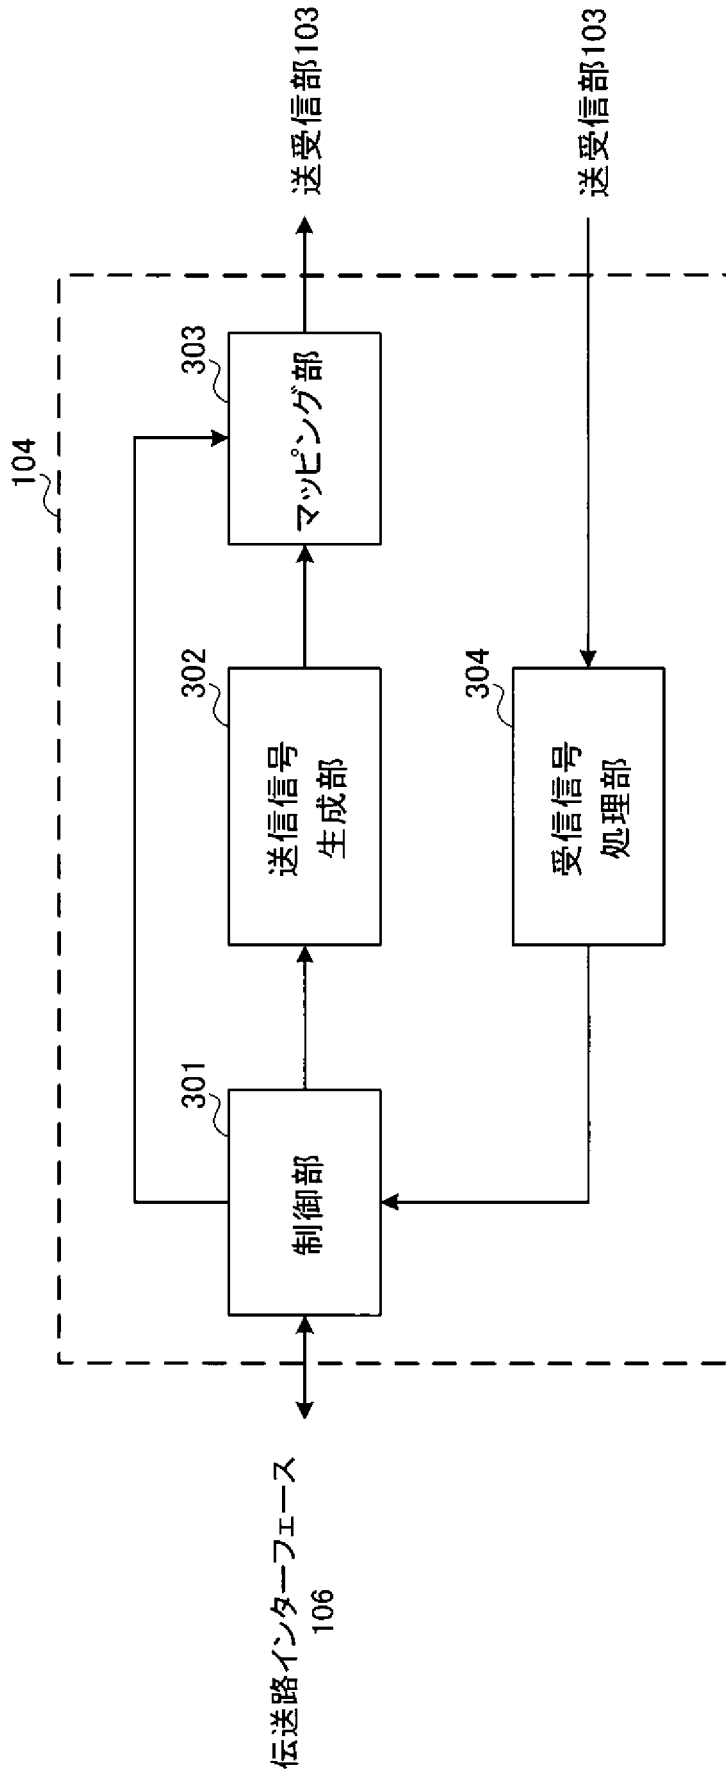 104
伝送路インターフェース
106
301
制御部
302
送信信号
生成部
303
マッピング部
送受信部103
304
受信信号
処理部
送受信部103